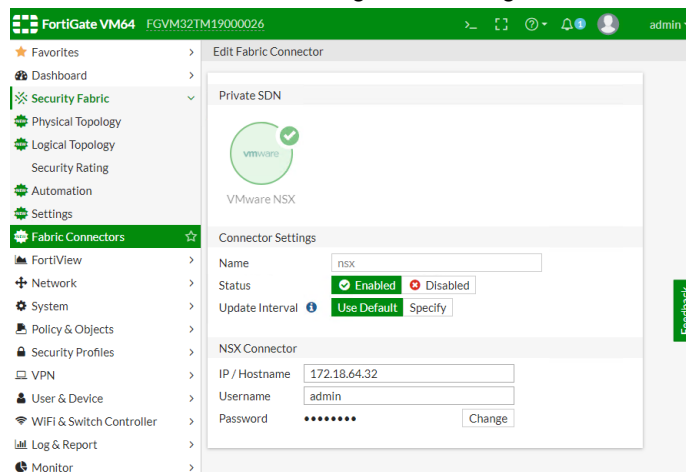 FortiGate VM64 FGVM32TM19000026
>_ 1 admin
Favorites
Dashboard
Security Fabric
Physical Topology
Logical Topology
Security Rating
Automation
Settings
Fabric Connectors
FortiView
Network
System
Policy & Objects
Security Profiles
VPN
User & Device
WiFi & Switch Controller
Log & Report
Monitor
Edit Fabric Connector
Private SDN
vmware
VMware NSX
Connector Settings
Name nsx
Status Enabled Disabled
Update Interval Use Default Specify
NSX Connector
IP / Hostname 172.18.64.32
Username admin
Password •••••••• Change
Feedback